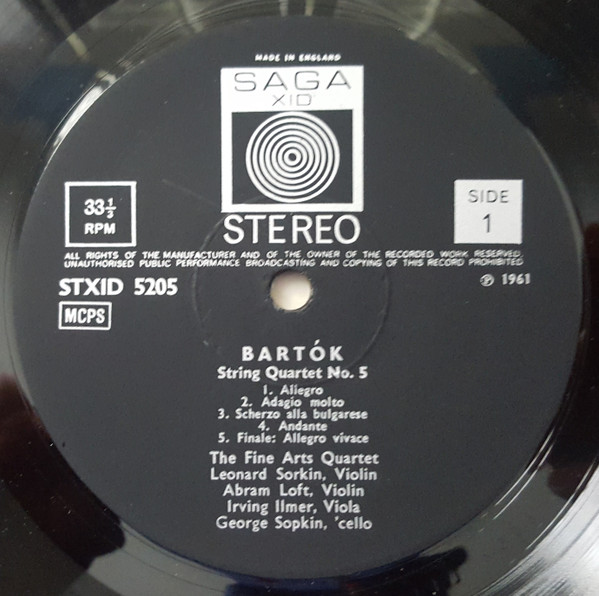 MADE IN ENGLAND
SAGA
XID
STEREO
33⅓
RPM
SIDE
1
ALL RIGHTS OF THE MANUFACTURER AND OF THE OWNER OF THE RECORDED WORK RESERVED.
UNAUTHORISED PUBLIC PERFORMANCE BROADCASTING AND COPYING OF THIS RECORD PROHIBITED
STXID 5205
℗ 1961
MCPS
BARTÓK
String Quartet No. 5
1. Allegro
2. Adagio molto
3. Scherzo alla bulgarese
4. Andante
5. Finale: Allegro vivace
The Fine Arts Quartet
Leonard Sorkin, Violin
Abram Loft, Violin
Irving Ilmer, Viola
George Sopkin, 'cello